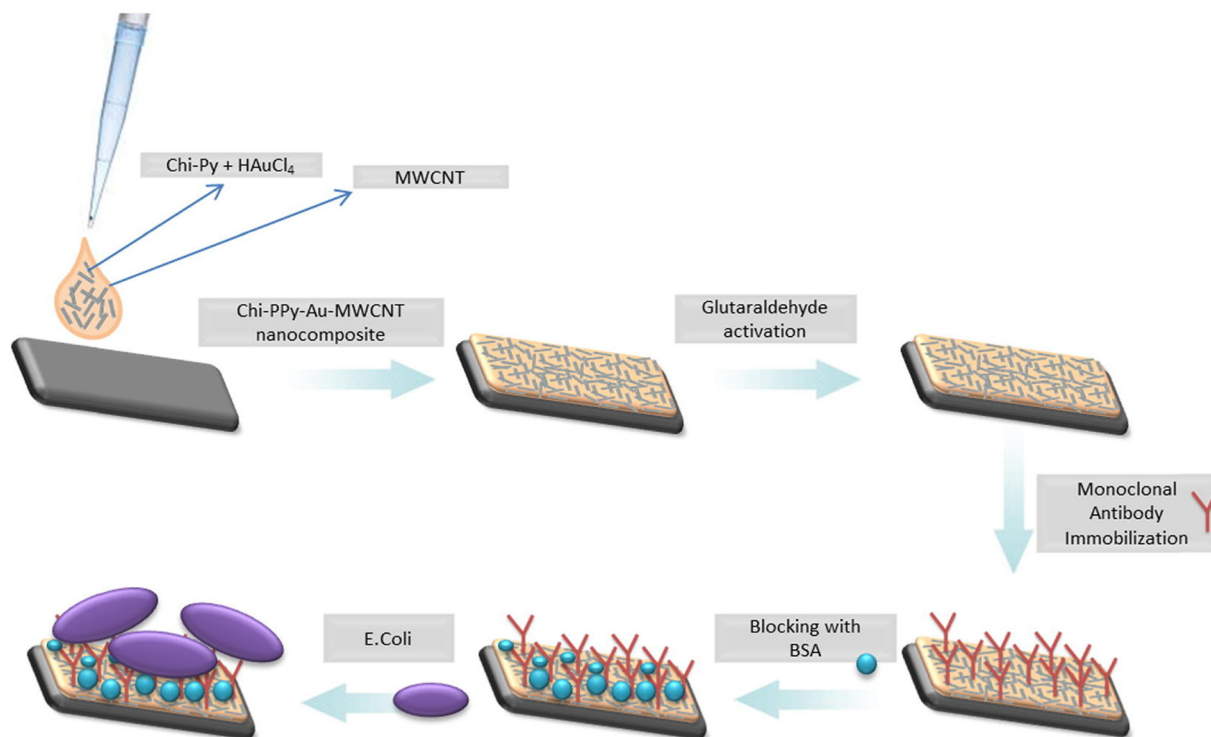 Chi-Py + HAuCl₄
MWCNT
Chi-PPy-Au-MWCNT
nanocomposite
Glutaraldehyde
activation
Monoclonal
Antibody
Immobilization
Blocking with
BSA
E.Coli